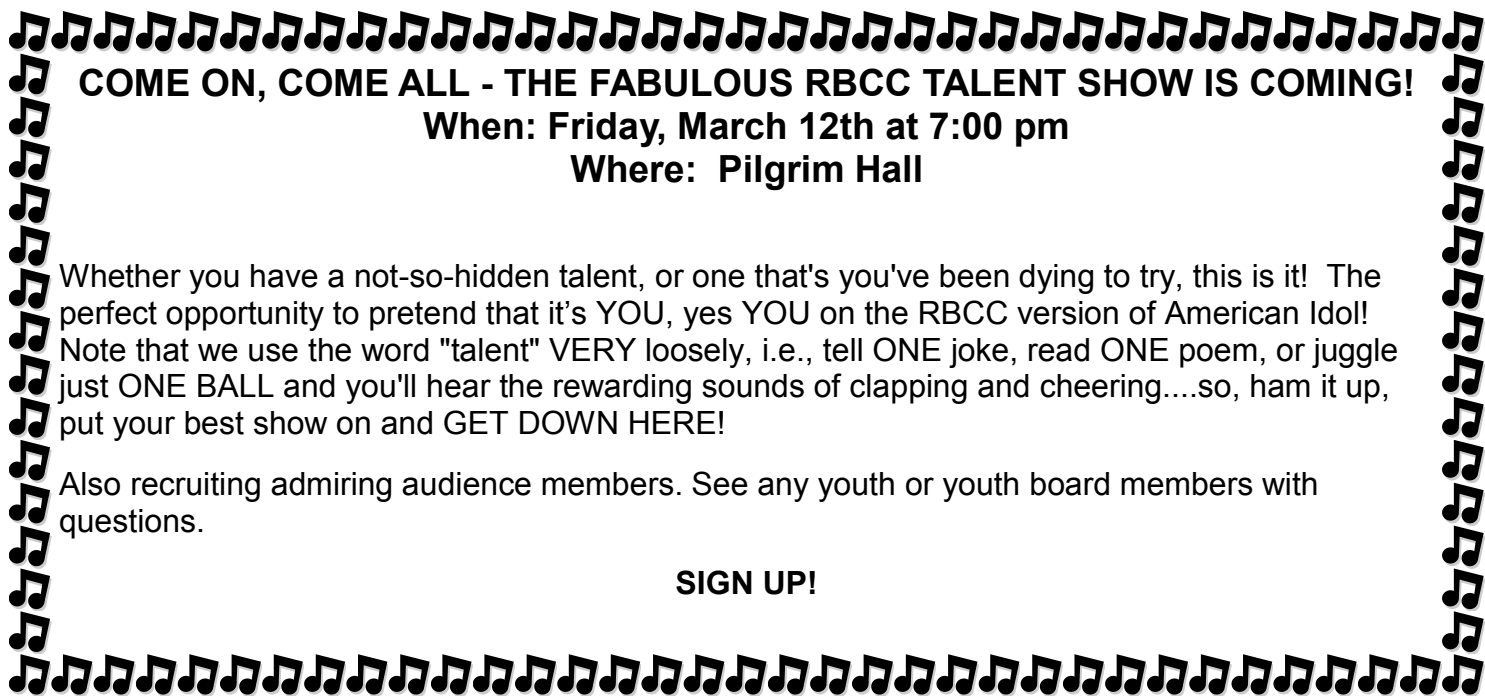 COME ON, COME ALL - THE FABULOUS RBCC TALENT SHOW IS COMING!
When: Friday, March 12th at 7:00 pm
Where:  Pilgrim Hall
Whether you have a not-so-hidden talent, or one that's you've been dying to try, this is it!  The
perfect opportunity to pretend that it’s YOU, yes YOU on the RBCC version of American Idol!
Note that we use the word "talent" VERY loosely, i.e., tell ONE joke, read ONE poem, or juggle
just ONE BALL and you'll hear the rewarding sounds of clapping and cheering....so, ham it up,
put your best show on and GET DOWN HERE!
Also recruiting admiring audience members. See any youth or youth board members with
questions.
SIGN UP!